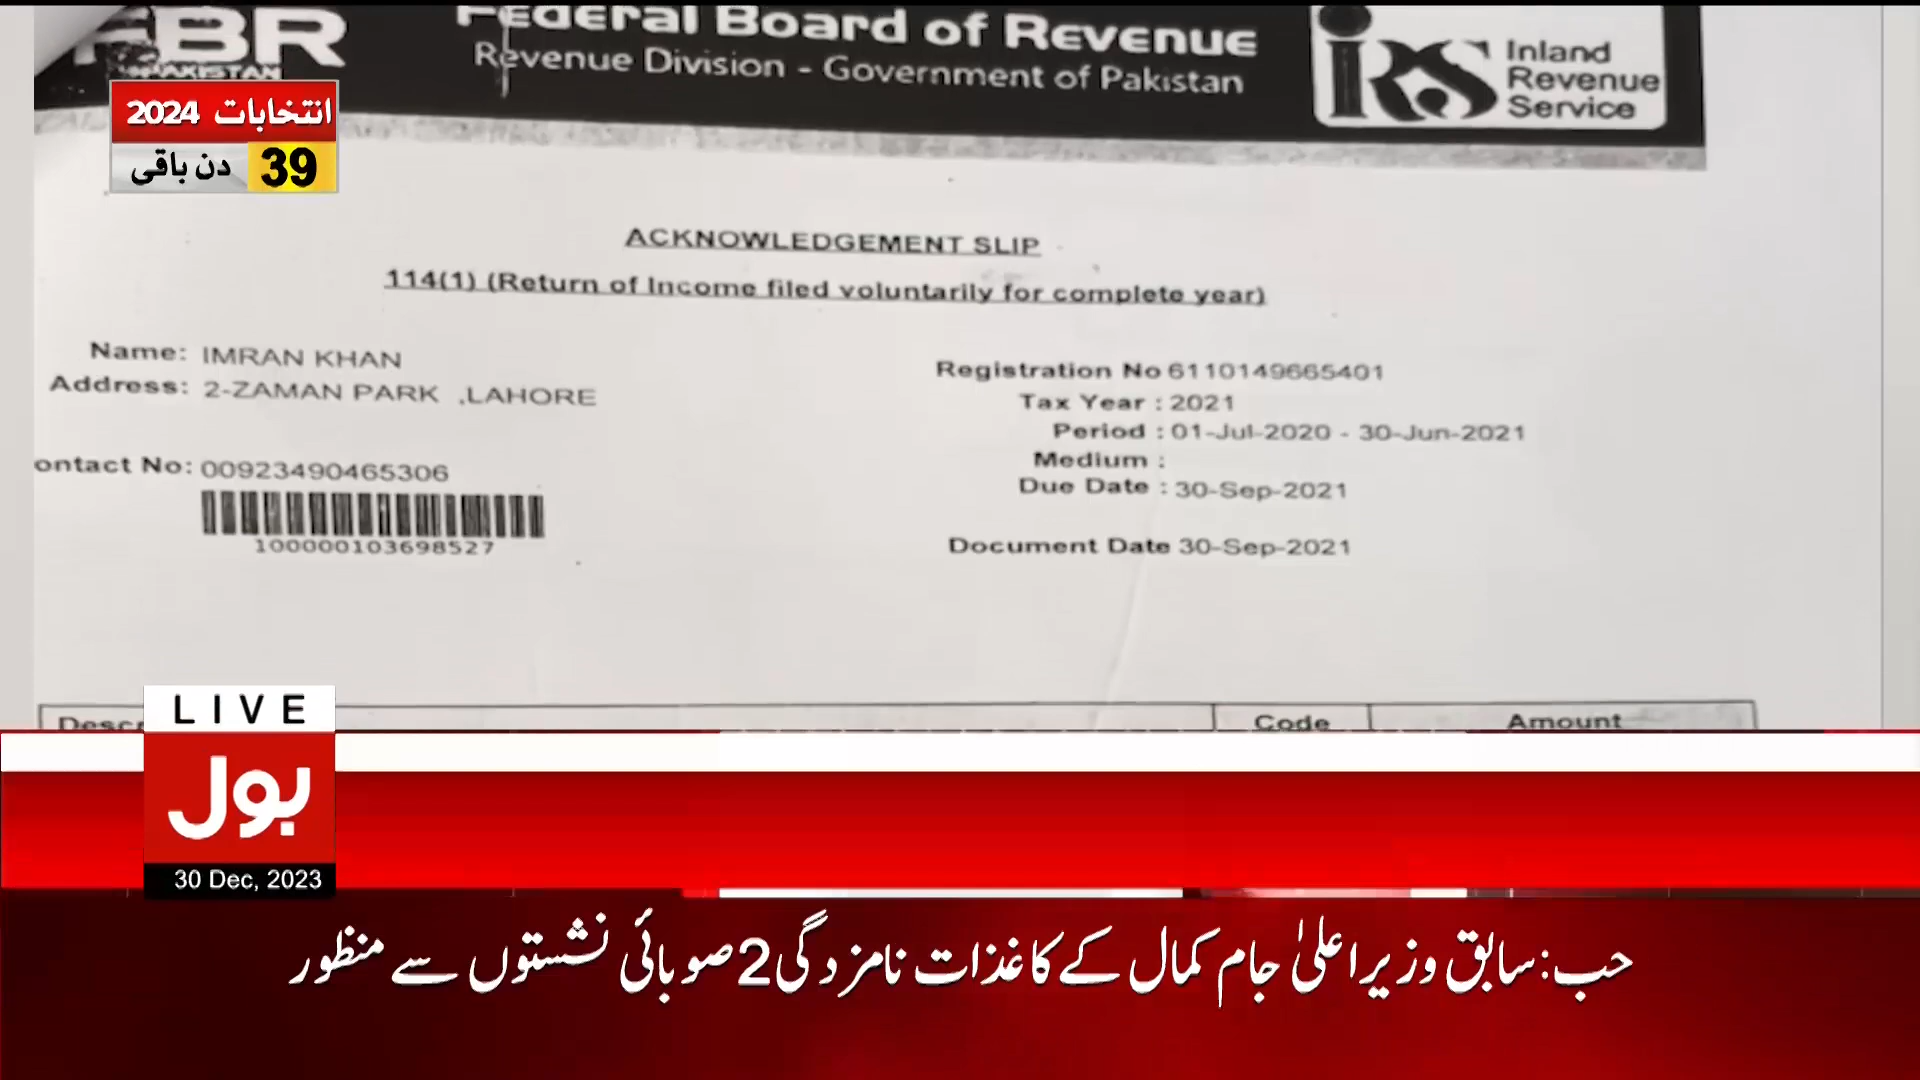 FBR
PAKISTAN
Federal Board of Revenue
Revenue Division - Government of Pakistan
iRS Inland
Revenue
Service
انتخابات 2024
39 دن باقی
ACKNOWLEDGEMENT SLIP
114(1) (Return of Income filed voluntarily for complete year)
Name: IMRAN KHAN
Address: 2-ZAMAN PARK ,LAHORE
ontact No: 00923490465306
100000103698527
Registration No 6110149665401
Tax Year : 2021
Period : 01-Jul-2020 - 30-Jun-2021
Medium :
Due Date : 30-Sep-2021
Document Date 30-Sep-2021
Descr
Code
Amount
LIVE
بول
30 Dec, 2023
حب: سابق وزیراعلیٰ جام کمال کے کاغذات نامزدگی 2 صوبائی نشستوں سے منظور